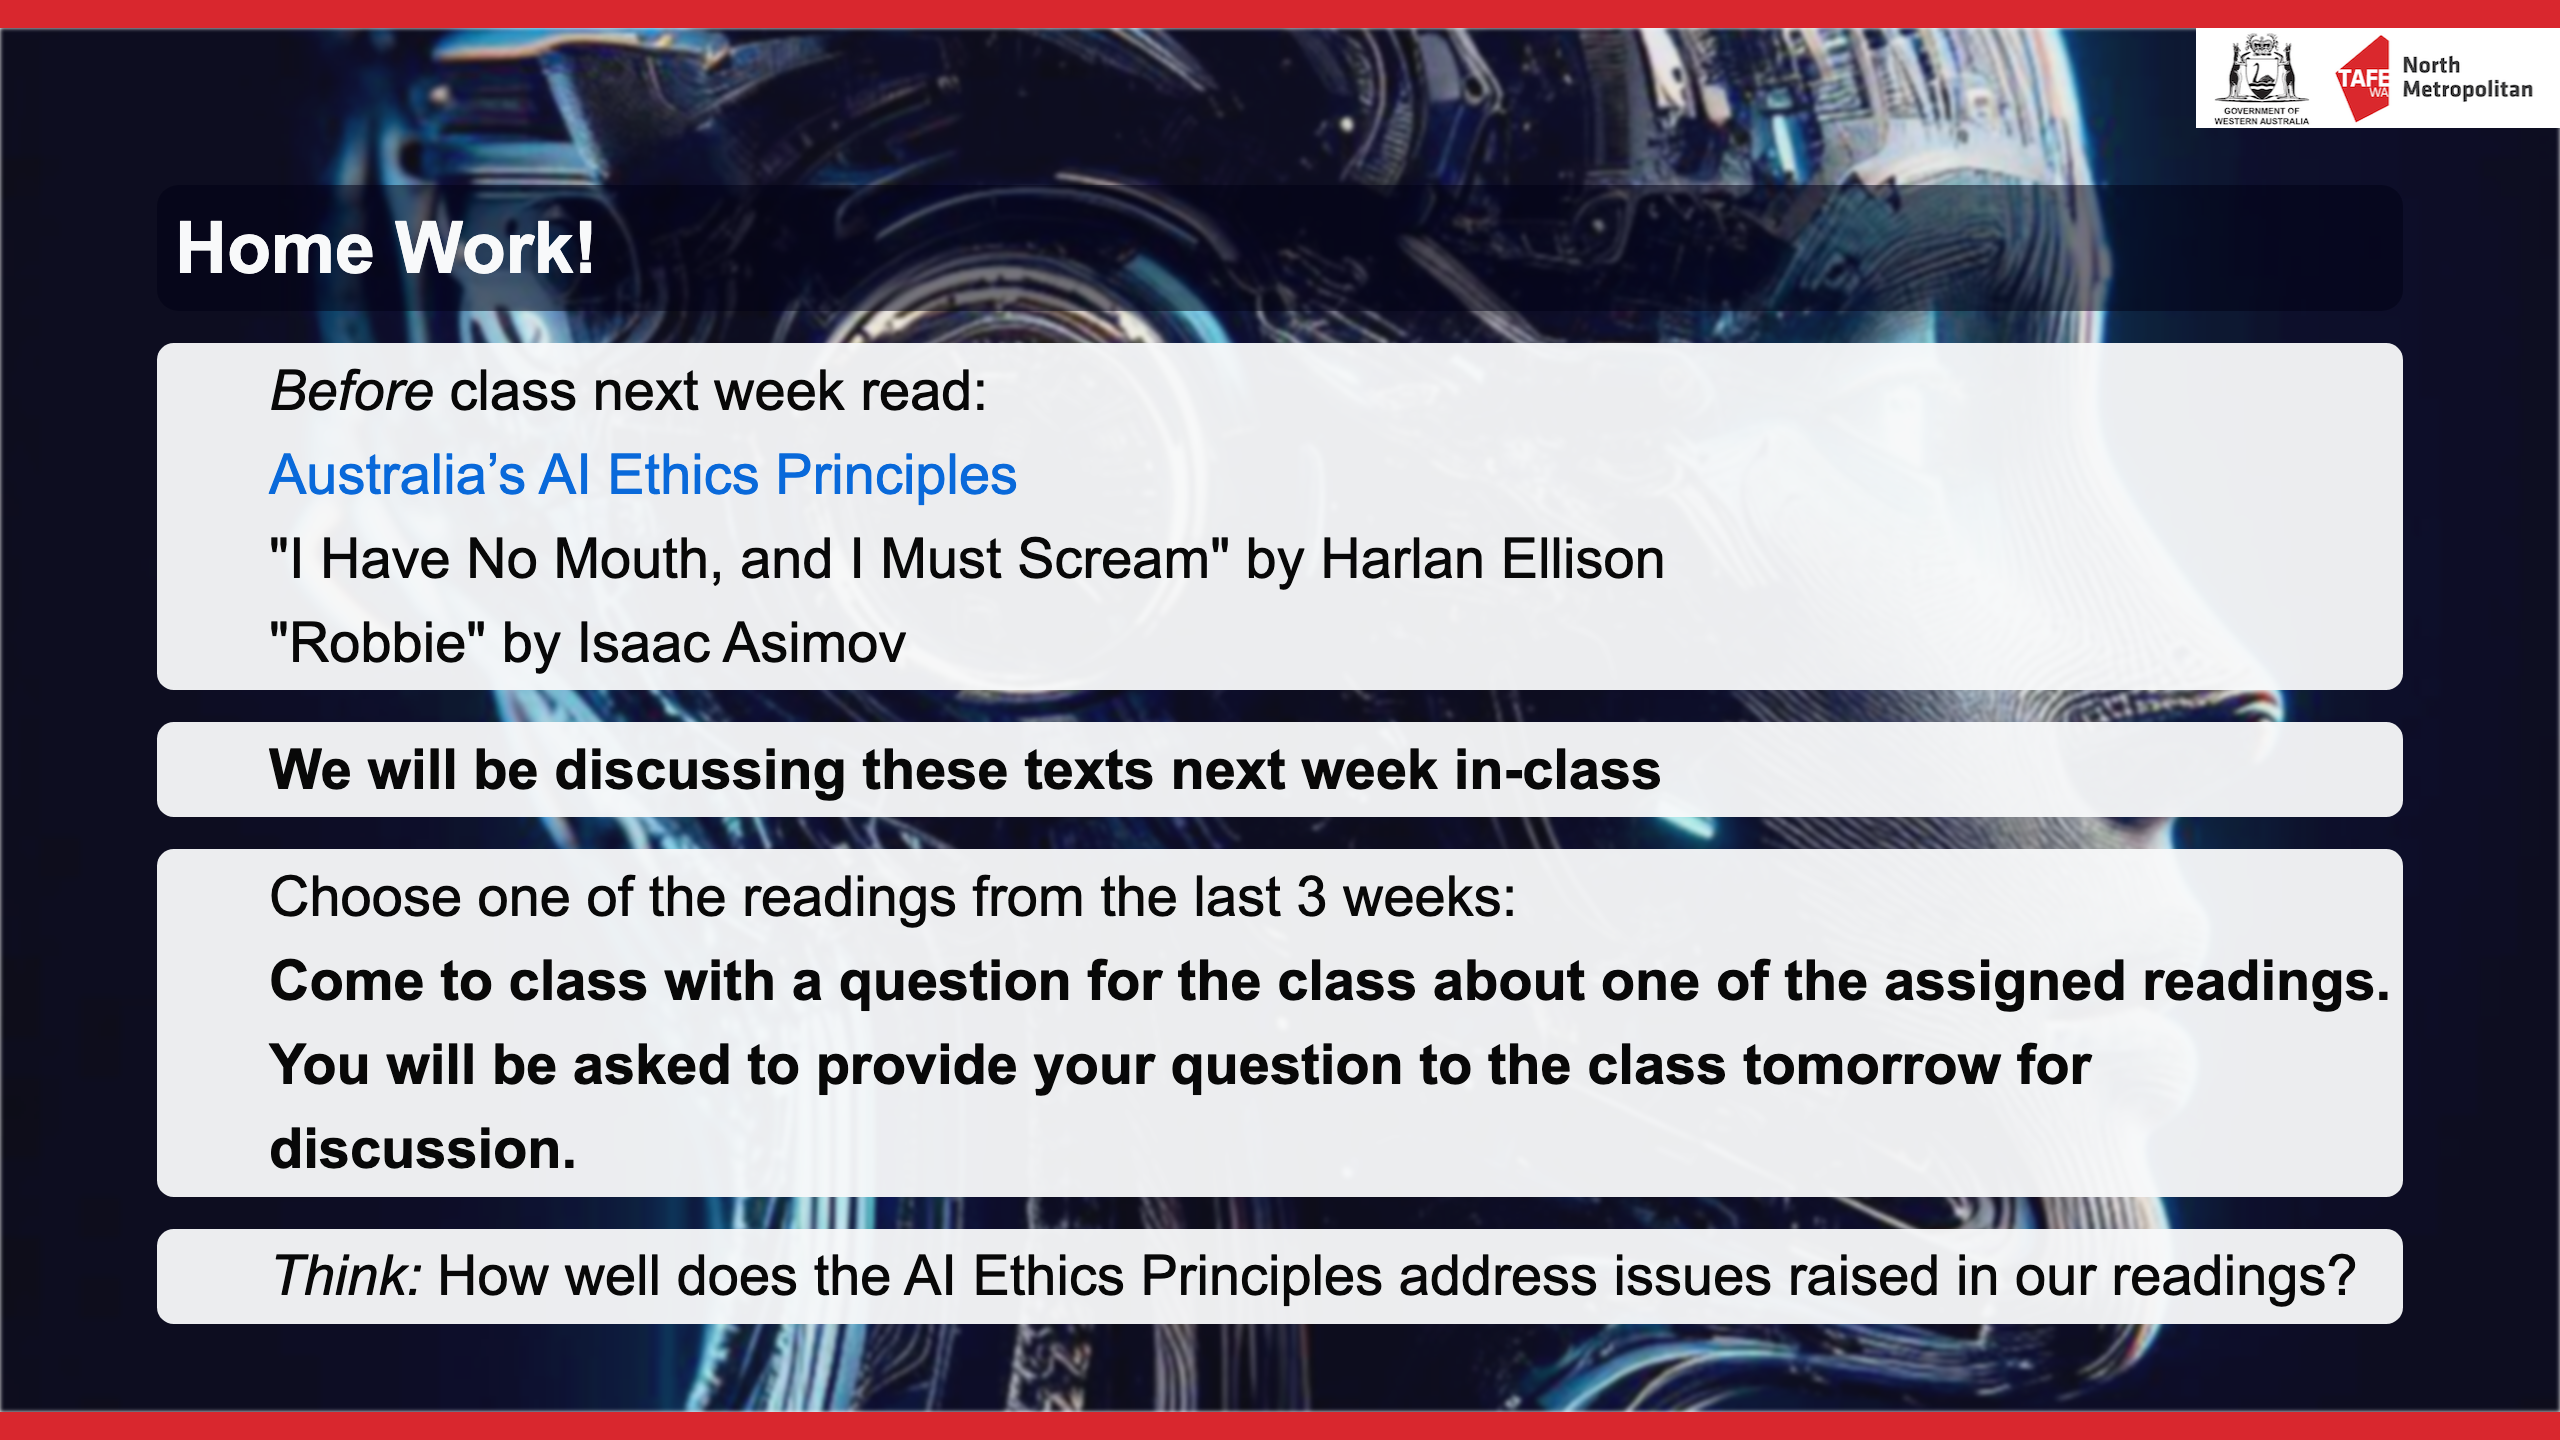 GOVERNMENT OF
WESTERN AUSTRALIA
TAFE
WA
North
Metropolitan
Home Work!
Before class next week read:
Australia’s AI Ethics Principles
"I Have No Mouth, and I Must Scream" by Harlan Ellison
"Robbie" by Isaac Asimov
We will be discussing these texts next week in-class
Choose one of the readings from the last 3 weeks:
Come to class with a question for the class about one of the assigned readings.
You will be asked to provide your question to the class tomorrow for
discussion.
Think: How well does the AI Ethics Principles address issues raised in our readings?